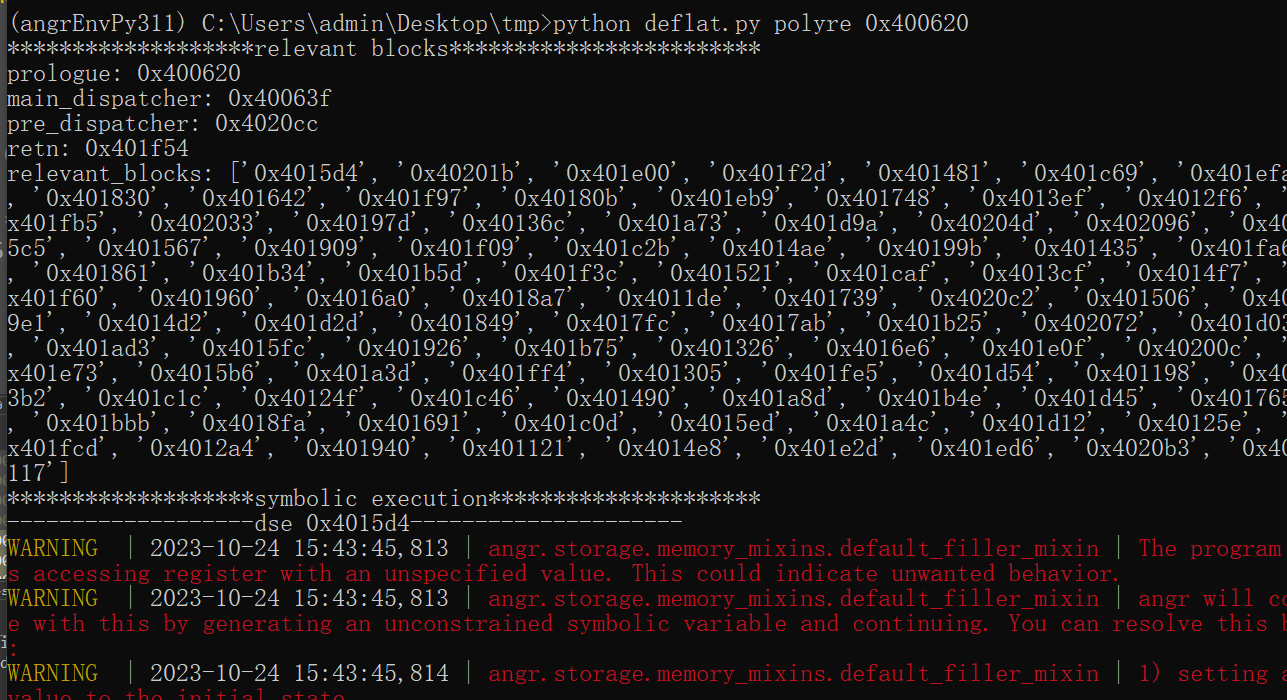 (angrEnvPy311) C:\Users\admin\Desktop\tmp>python deflat.py polyre 0x400620
*******************relevant blocks************************
prologue: 0x400620
main_dispatcher: 0x40063f
pre_dispatcher: 0x4020cc
retn: 0x401f54
relevant_blocks: ['0x4015d4', '0x40201b', '0x401e00', '0x401f2d', '0x401481', '0x401c69', '0x401efa
, '0x401830', '0x401642', '0x401f97', '0x40180b', '0x401eb9', '0x401748', '0x4013ef', '0x4012f6',
x401fb5', '0x402033', '0x40197d', '0x40136c', '0x401a73', '0x401d9a', '0x40204d', '0x402096', '0x40
5c5', '0x401567', '0x401909', '0x401f09', '0x401c2b', '0x4014ae', '0x40199b', '0x401435', '0x401fa6
, '0x401861', '0x401b34', '0x401b5d', '0x401f3c', '0x401521', '0x401caf', '0x4013cf', '0x4014f7',
x401f60', '0x401960', '0x4016a0', '0x4018a7', '0x4011de', '0x401739', '0x4020c2', '0x401506', '0x40
9e1', '0x4014d2', '0x401d2d', '0x401849', '0x4017fc', '0x4017ab', '0x401b25', '0x402072', '0x401d03
, '0x401ad3', '0x4015fc', '0x401926', '0x401b75', '0x401326', '0x4016e6', '0x401e0f', '0x40200c',
x401e73', '0x4015b6', '0x401a3d', '0x401ff4', '0x401305', '0x401fe5', '0x401d54', '0x401198', '0x40
3b2', '0x401c1c', '0x40124f', '0x401c46', '0x401490', '0x401a8d', '0x401b4e', '0x401d45', '0x401765
, '0x401bbb', '0x4018fa', '0x401691', '0x401c0d', '0x4015ed', '0x401a4c', '0x401d12', '0x40125e',
x401fcd', '0x4012a4', '0x401940', '0x401121', '0x4014e8', '0x401e2d', '0x401ed6', '0x4020b3', '0x40
117']
*******************symbolic execution*********************
-------------------dse 0x4015d4---------------------
WARNING | 2023-10-24 15:43:45,813 | angr.storage.memory_mixins.default_filler_mixin | The program
s accessing register with an unspecified value. This could indicate unwanted behavior.
WARNING | 2023-10-24 15:43:45,813 | angr.storage.memory_mixins.default_filler_mixin | angr will co
e with this by generating an unconstrained symbolic variable and continuing. You can resolve this b
:
WARNING | 2023-10-24 15:43:45,814 | angr.storage.memory_mixins.default_filler_mixin | 1) setting a
value to the initial state